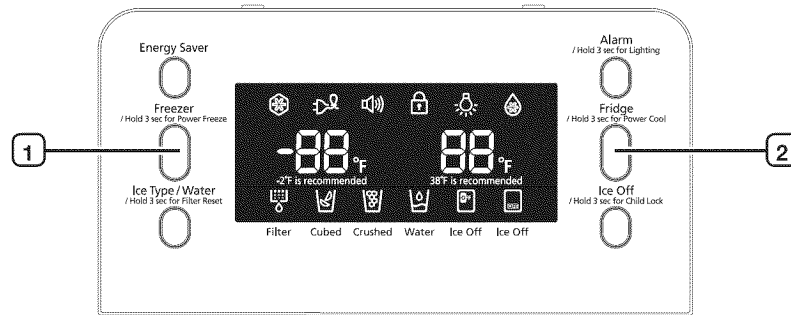 Energy Saver
Alarm
/ Hold 3 sec for Lighting
Freezer
/ Hold 3 sec for Power Freeze
Fridge
/ Hold 3 sec for Power Cool
1
2
-88°F
88°F
-2°F is recommended
38°F is recommended
Ice Type / Water
/ Hold 3 sec for Filter Reset
Ice Off
/ Hold 3 sec for Child Lock
Filter Cubed Crushed Water Ice Off Ice Off